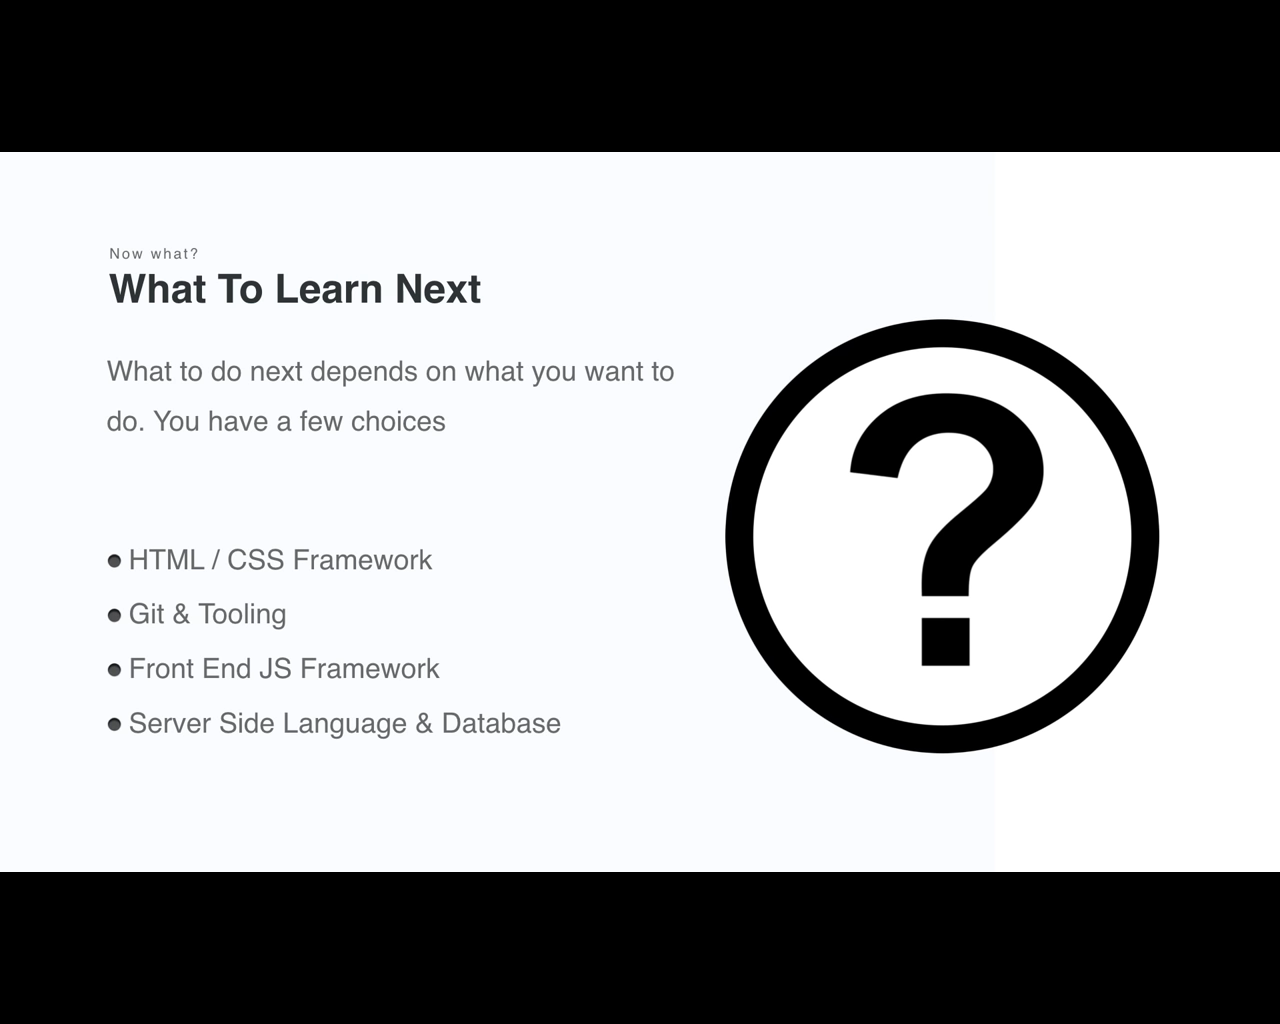 Now what?
What To Learn Next
What to do next depends on what you want to
do. You have a few choices
HTML / CSS Framework
Git & Tooling
Front End JS Framework
Server Side Language & Database
?